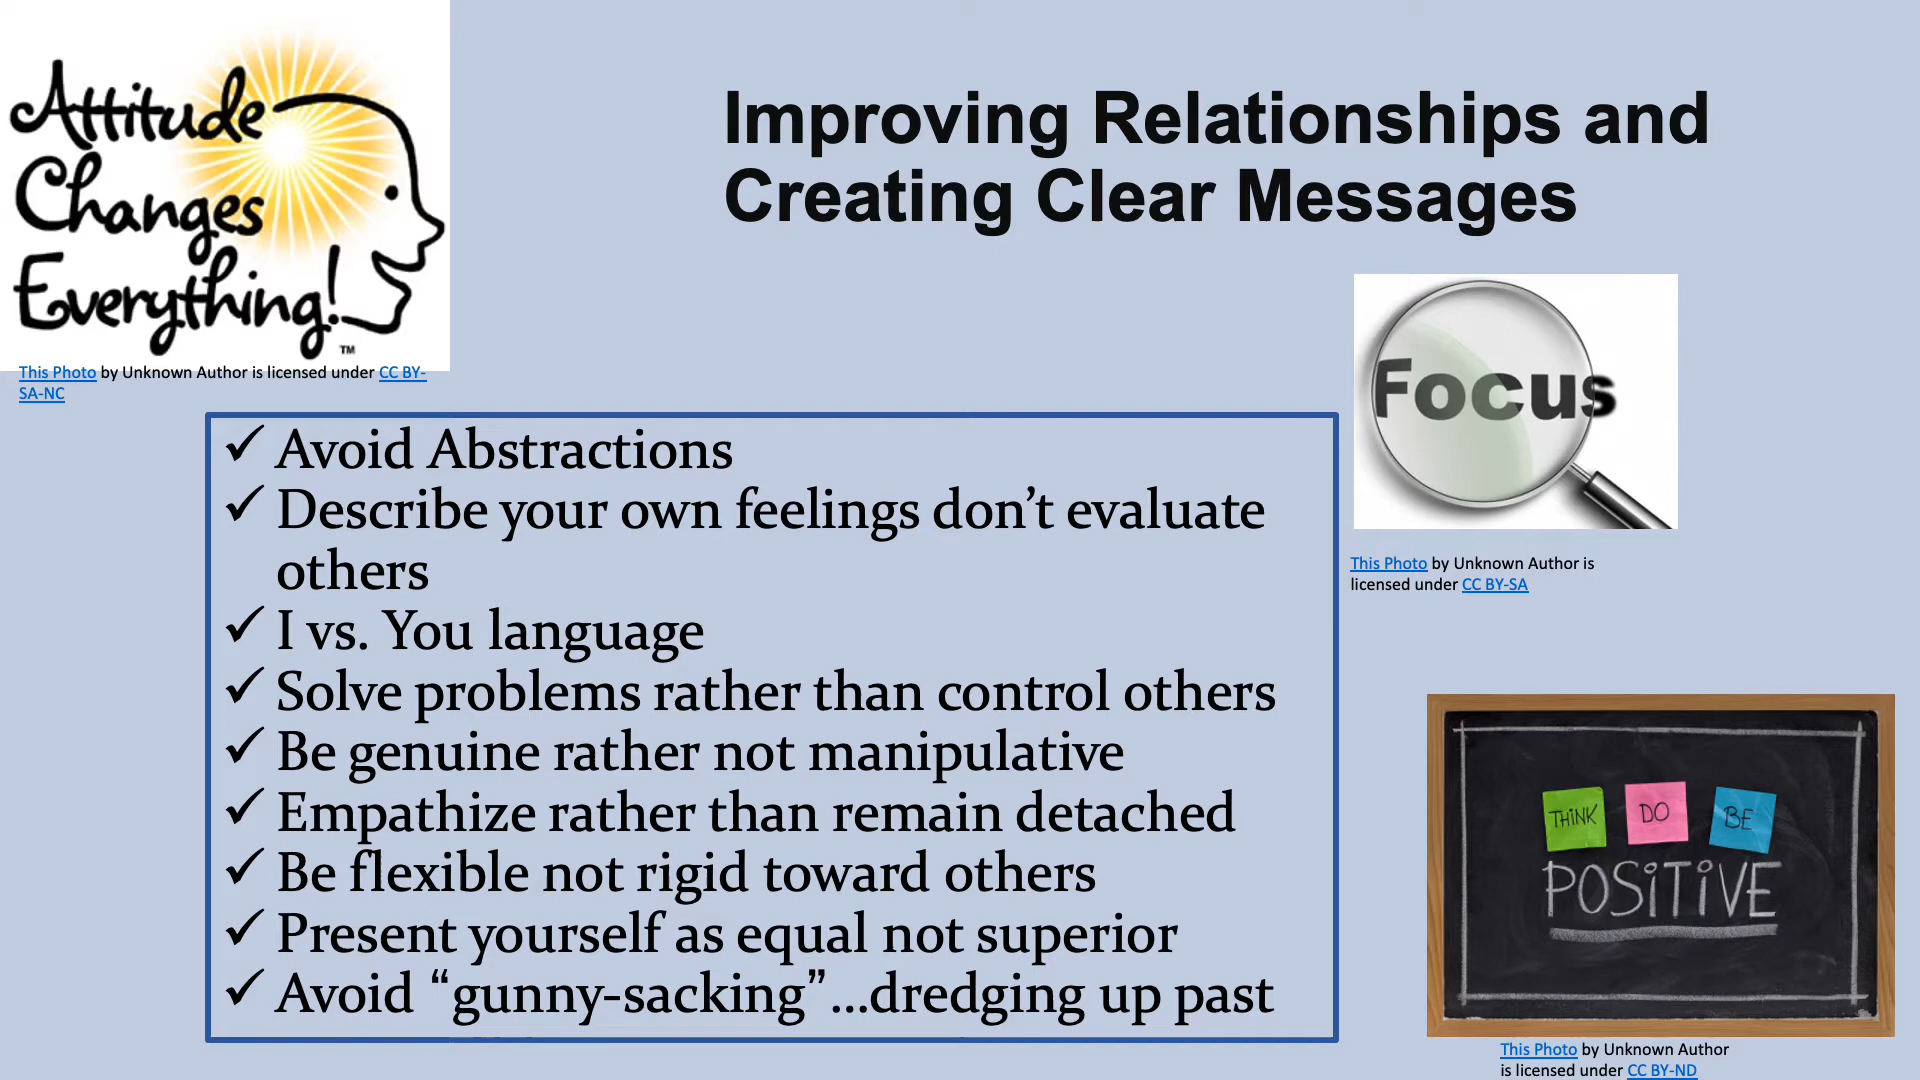 Attitude
Changes
Everything!
TM
This Photo by Unknown Author is licensed under CC BY-
SA-NC
Improving Relationships and
Creating Clear Messages
Focus
This Photo by Unknown Author is
licensed under CC BY-SA
✓ Avoid Abstractions
✓ Describe your own feelings don’t evaluate
others
✓ I vs. You language
✓ Solve problems rather than control others
✓ Be genuine rather not manipulative
✓ Empathize rather than remain detached
✓ Be flexible not rigid toward others
✓ Present yourself as equal not superior
✓ Avoid “gunny-sacking”...dredging up past
THINK DO BE
POSITIVE
This Photo by Unknown Author
is licensed under CC BY-ND